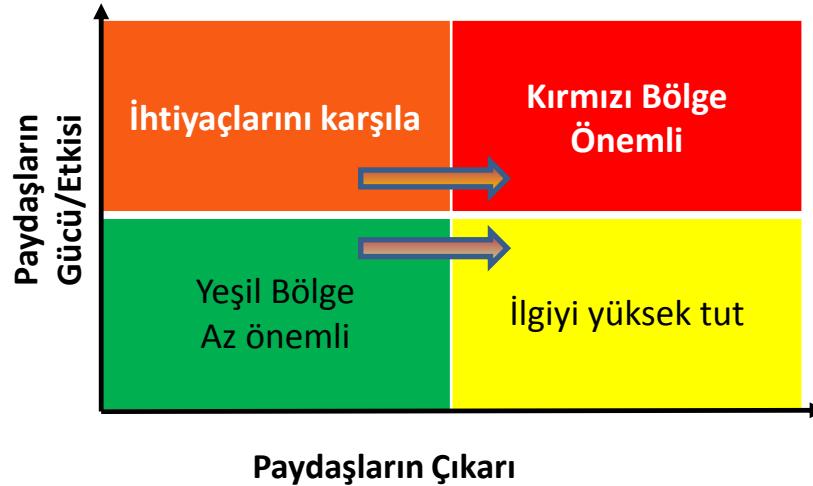 Paydaşların
Gücü/Etkisi
İhtiyaçlarını karşıla
Kırmızı Bölge
Önemli
Yeşil Bölge
Az önemli
İlgiyi yüksek tut
Paydaşların Çıkarı